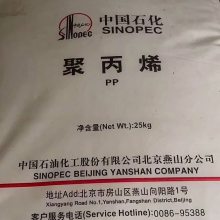 中国石化
SINOPEC
聚丙烯
PP
净含量(Net Wt.):25kg
中国石油化工股份有限公司北京燕山分公司
SINOPEC BEIJING YANSHAN COMPANY
地址Add:北京市房山区燕山向阳路1号
Xiangyang Road No.1,Yanshan,Fangshan District,Beijing
客户服务电话(Service Hotline):0086-95388